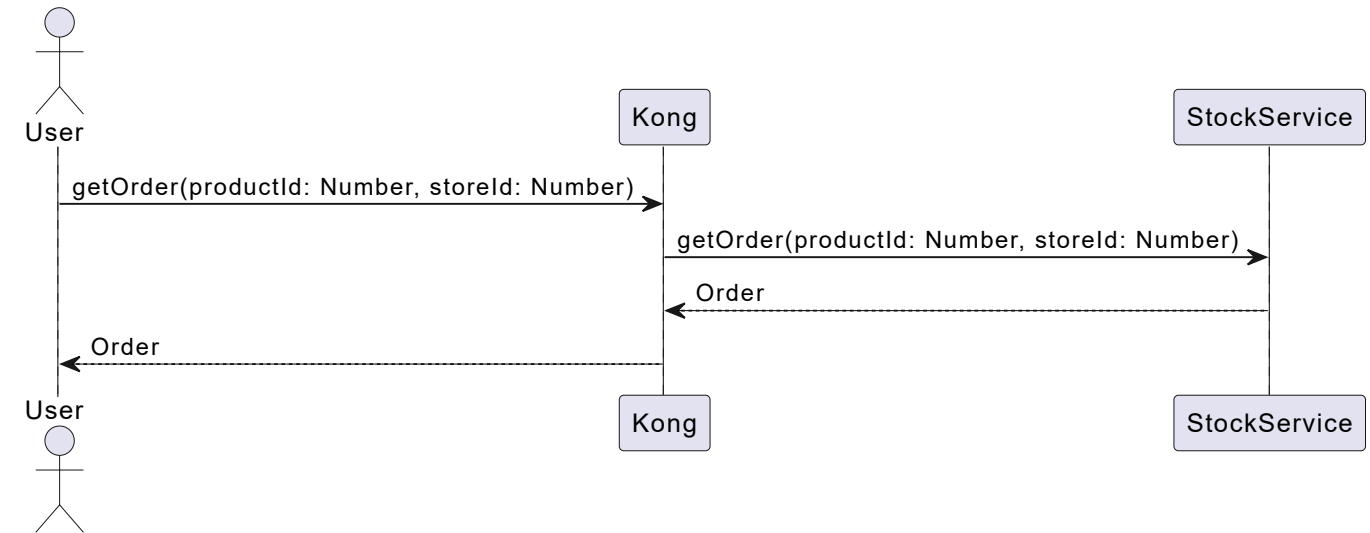 User
Kong
StockService
getOrder(productId: Number, storeId: Number)
getOrder(productId: Number, storeId: Number)
Order
Order
User
Kong
StockService